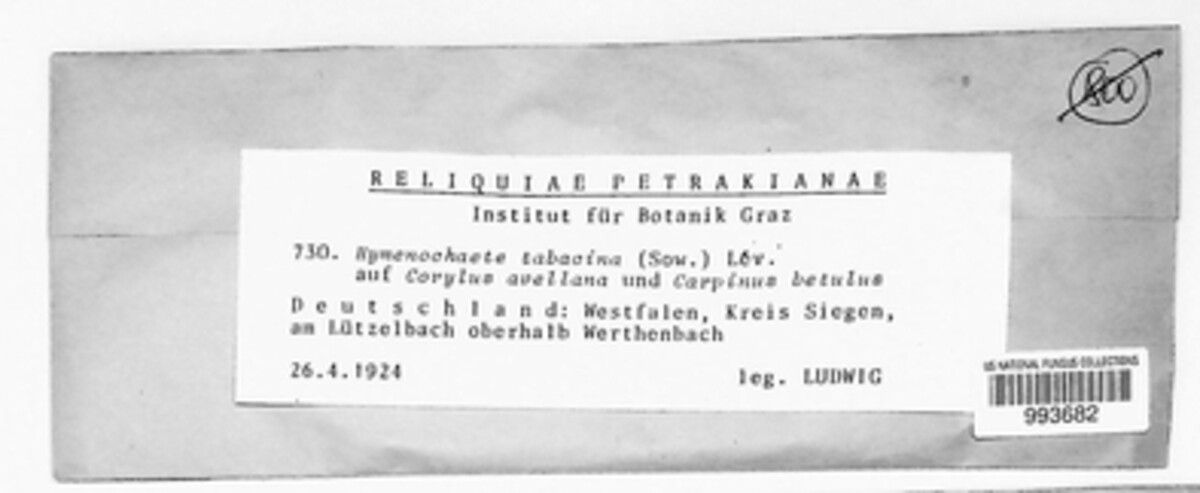 RELIQUIAE PETRAKIANAE
Institut für Botanik Graz
730. Hymenochaete tabacina (Sow.) Lév.
auf Corylus avellana und Carpinus betulus
Deutschland: Westfalen, Kreis Siegen,
am Lützelbach oberhalb Werthenbach
26.4.1924 leg. LUDWIG
US NATIONAL FUNGUS COLLECTIONS
993682